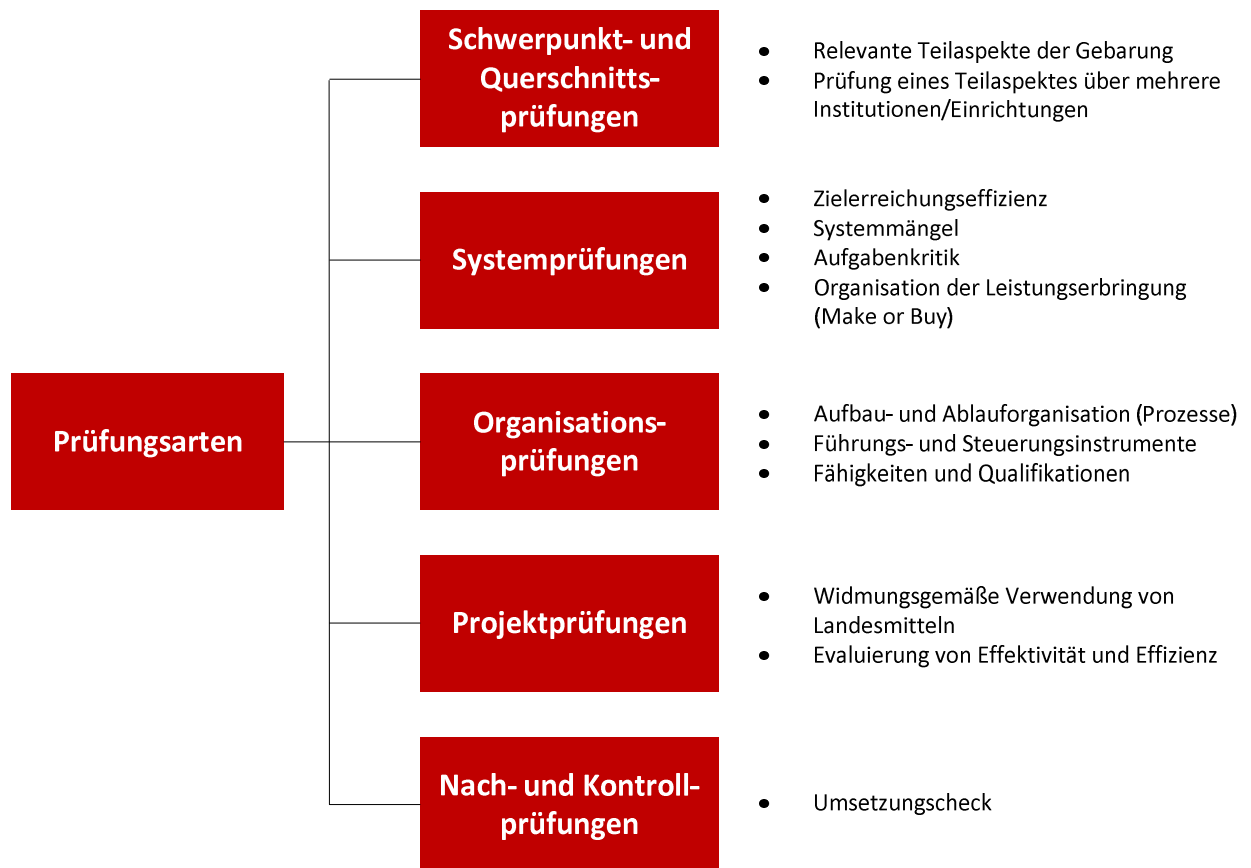 Prüfungsarten
Schwerpunkt- und
Querschnitts-
prüfungen
• Relevante Teilaspekte der Gebarung
• Prüfung eines Teilaspektes über mehrere
Institutionen/Einrichtungen
Systemprüfungen
• Zielerreichungseffizienz
• Systemmängel
• Aufgabenkritik
• Organisation der Leistungserbringung
(Make or Buy)
Organisations-
prüfungen
• Aufbau- und Ablauforganisation (Prozesse)
• Führungs- und Steuerungsinstrumente
• Fähigkeiten und Qualifikationen
Projektprüfungen
• Widmungsgemäße Verwendung von
Landesmitteln
• Evaluierung von Effektivität und Effizienz
Nach- und Kontroll-
prüfungen
• Umsetzungscheck